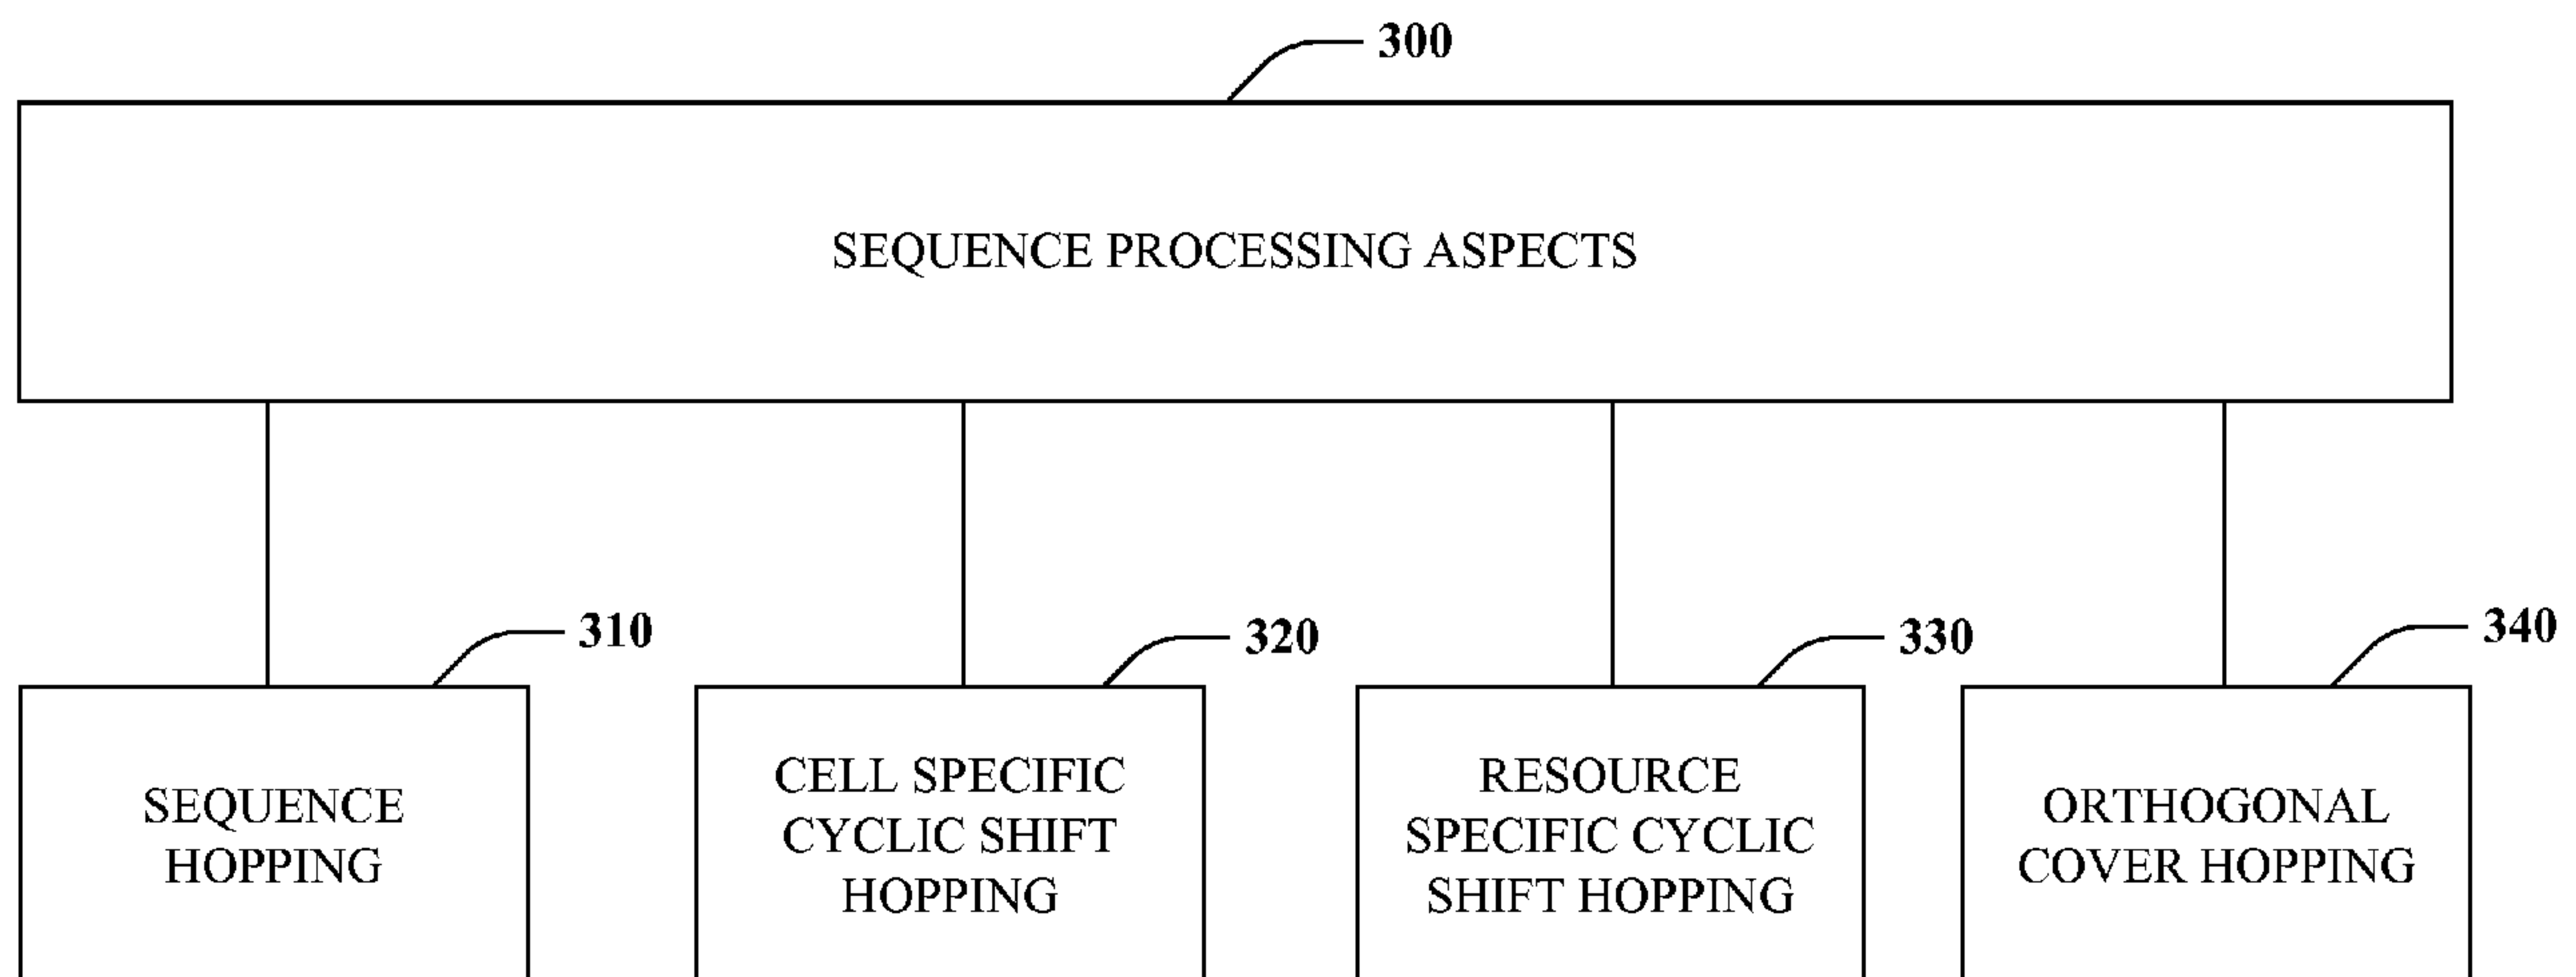 300
SEQUENCE PROCESSING ASPECTS
310
320
330
340
SEQUENCE
HOPPING
CELL SPECIFIC
CYCLIC SHIFT
HOPPING
RESOURCE
SPECIFIC CYCLIC
SHIFT HOPPING
ORTHOGONAL
COVER HOPPING